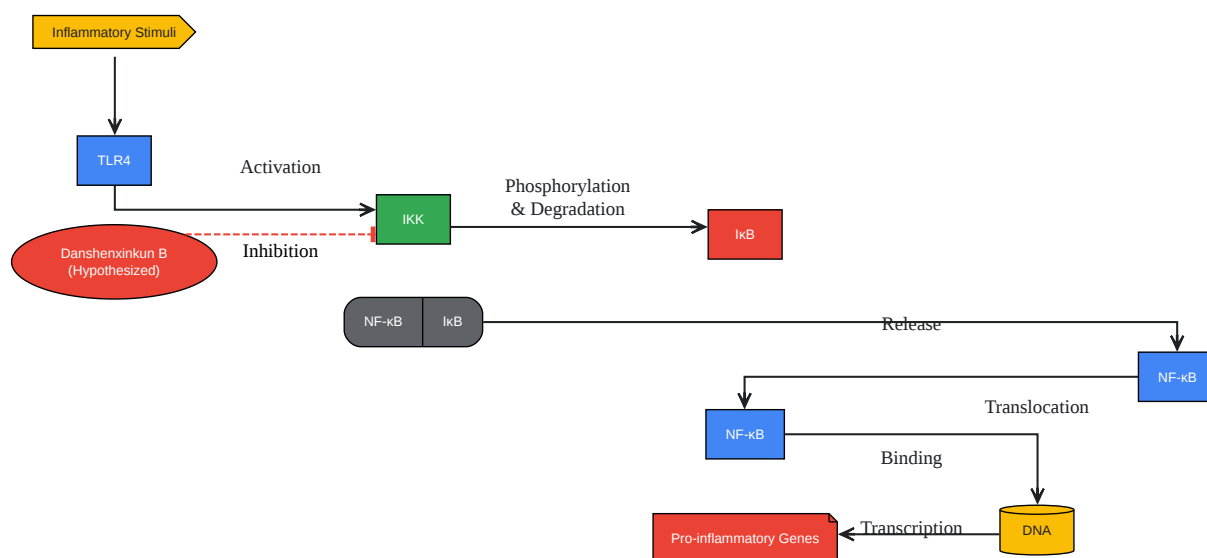 Inflammatory Stimuli
TLR4
Activation
IKK
Phosphorylation
& Degradation
IκB
Danshenxinkun B
(Hypothesized)
Inhibition
NF-κB
IκB
Release
NF-κB
Translocation
NF-κB
Binding
DNA
Transcription
Pro-inflammatory Genes